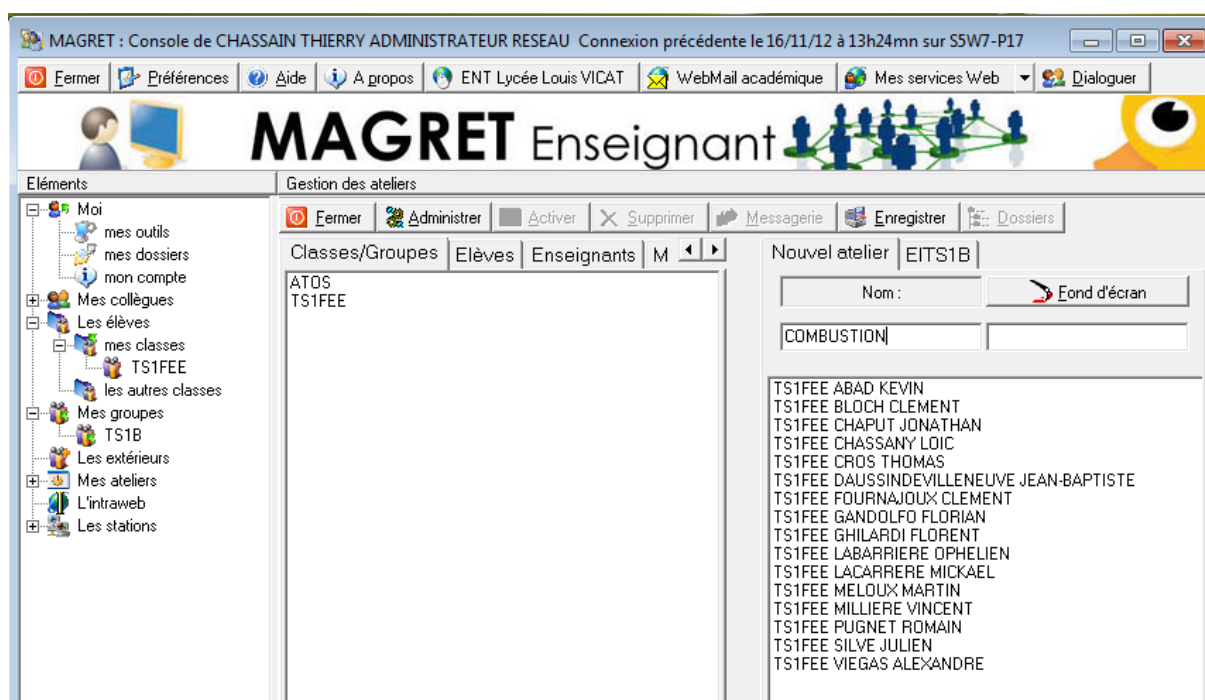 MAGRET : Console de CHASSAIN THIERRY ADMINISTRATEUR RESEAU Connexion précédente le 16/11/12 à 13h24mn sur S5W7-P17
Fermer Préférences Aide A propos ENT Lycée Louis VICAT WebMail académique Mes services Web Dialoguer
MAGRET Enseignant
Eléments
Gestion des ateliers
Moi
mes outils
mes dossiers
mon compte
Mes collègues
Les élèves
mes classes
TS1FEE
les autres classes
Mes groupes
TS1B
Les extérieurs
Mes ateliers
L'intraweb
Les stations
Fermer Administrer Activer Supprimer Messagerie Enregistrer Dossiers
Classes/Groupes Elèves Enseignants M
ATOS
TS1FEE
Nouvel atelier EITS1B
Nom : Fond d'écran
COMBUSTION
TS1FEE ABAD KEVIN
TS1FEE BLOCH CLEMENT
TS1FEE CHAPUT JONATHAN
TS1FEE CHASSANY LOIC
TS1FEE CROS THOMAS
TS1FEE DAUSSINDEVILLENEUVE JEAN-BAPTISTE
TS1FEE FOURNAJOUX CLEMENT
TS1FEE GANDOLFO FLORIAN
TS1FEE GHILARDI FLORENT
TS1FEE LABARRIERE OPHELIEN
TS1FEE LACARRERE MICKAEL
TS1FEE MELOUX MARTIN
TS1FEE MILLIERE VINCENT
TS1FEE PUGNET ROMAIN
TS1FEE SILVE JULIEN
TS1FEE VIEGAS ALEXANDRE